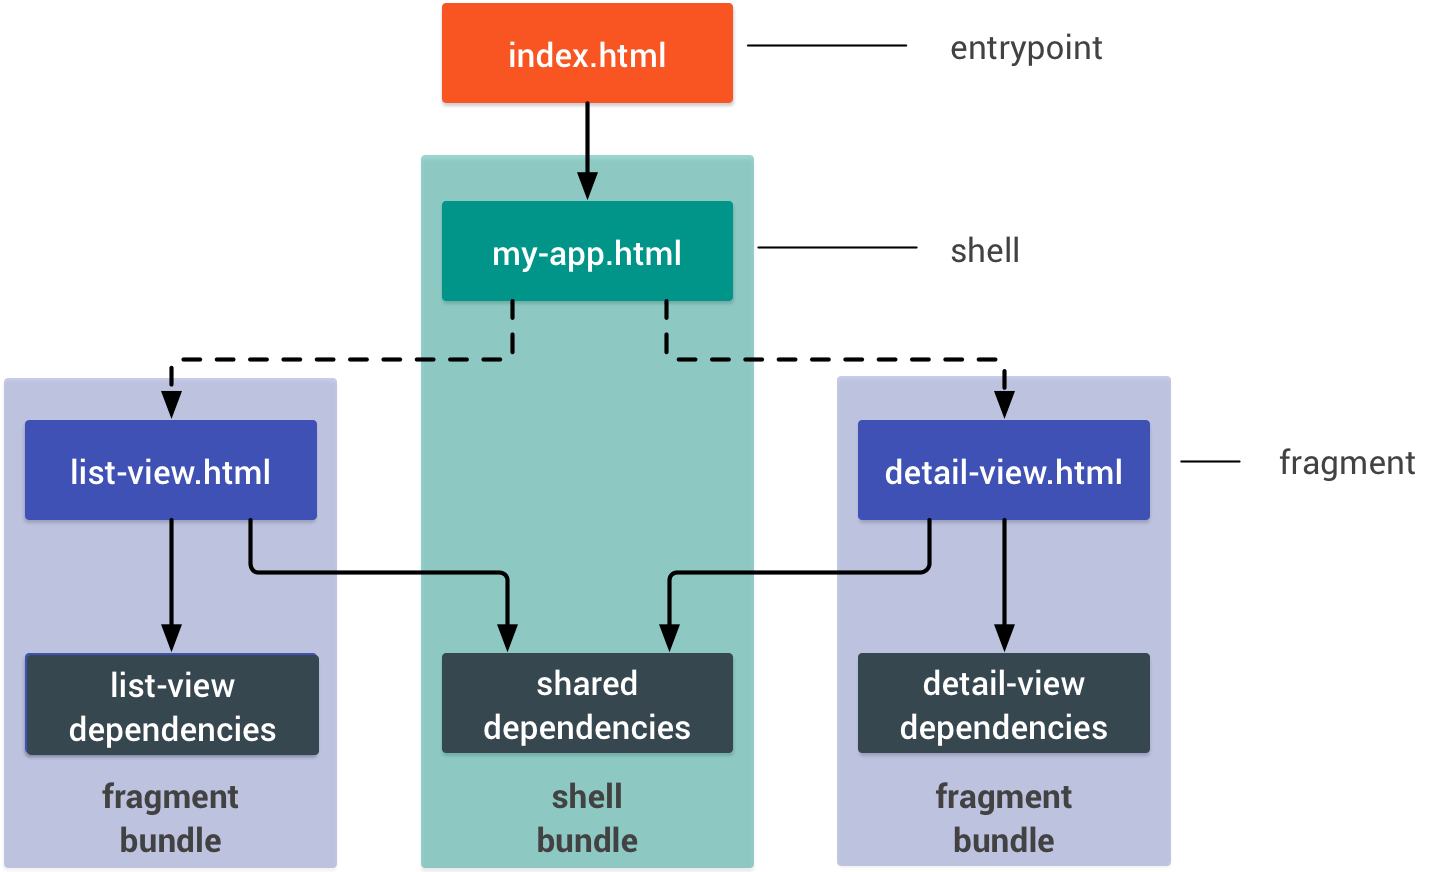 index.html
entrypoint
my-app.html
shell
list-view.html
detail-view.html
fragment
list-view
dependencies
shared
dependencies
detail-view
dependencies
fragment
bundle
shell
bundle
fragment
bundle